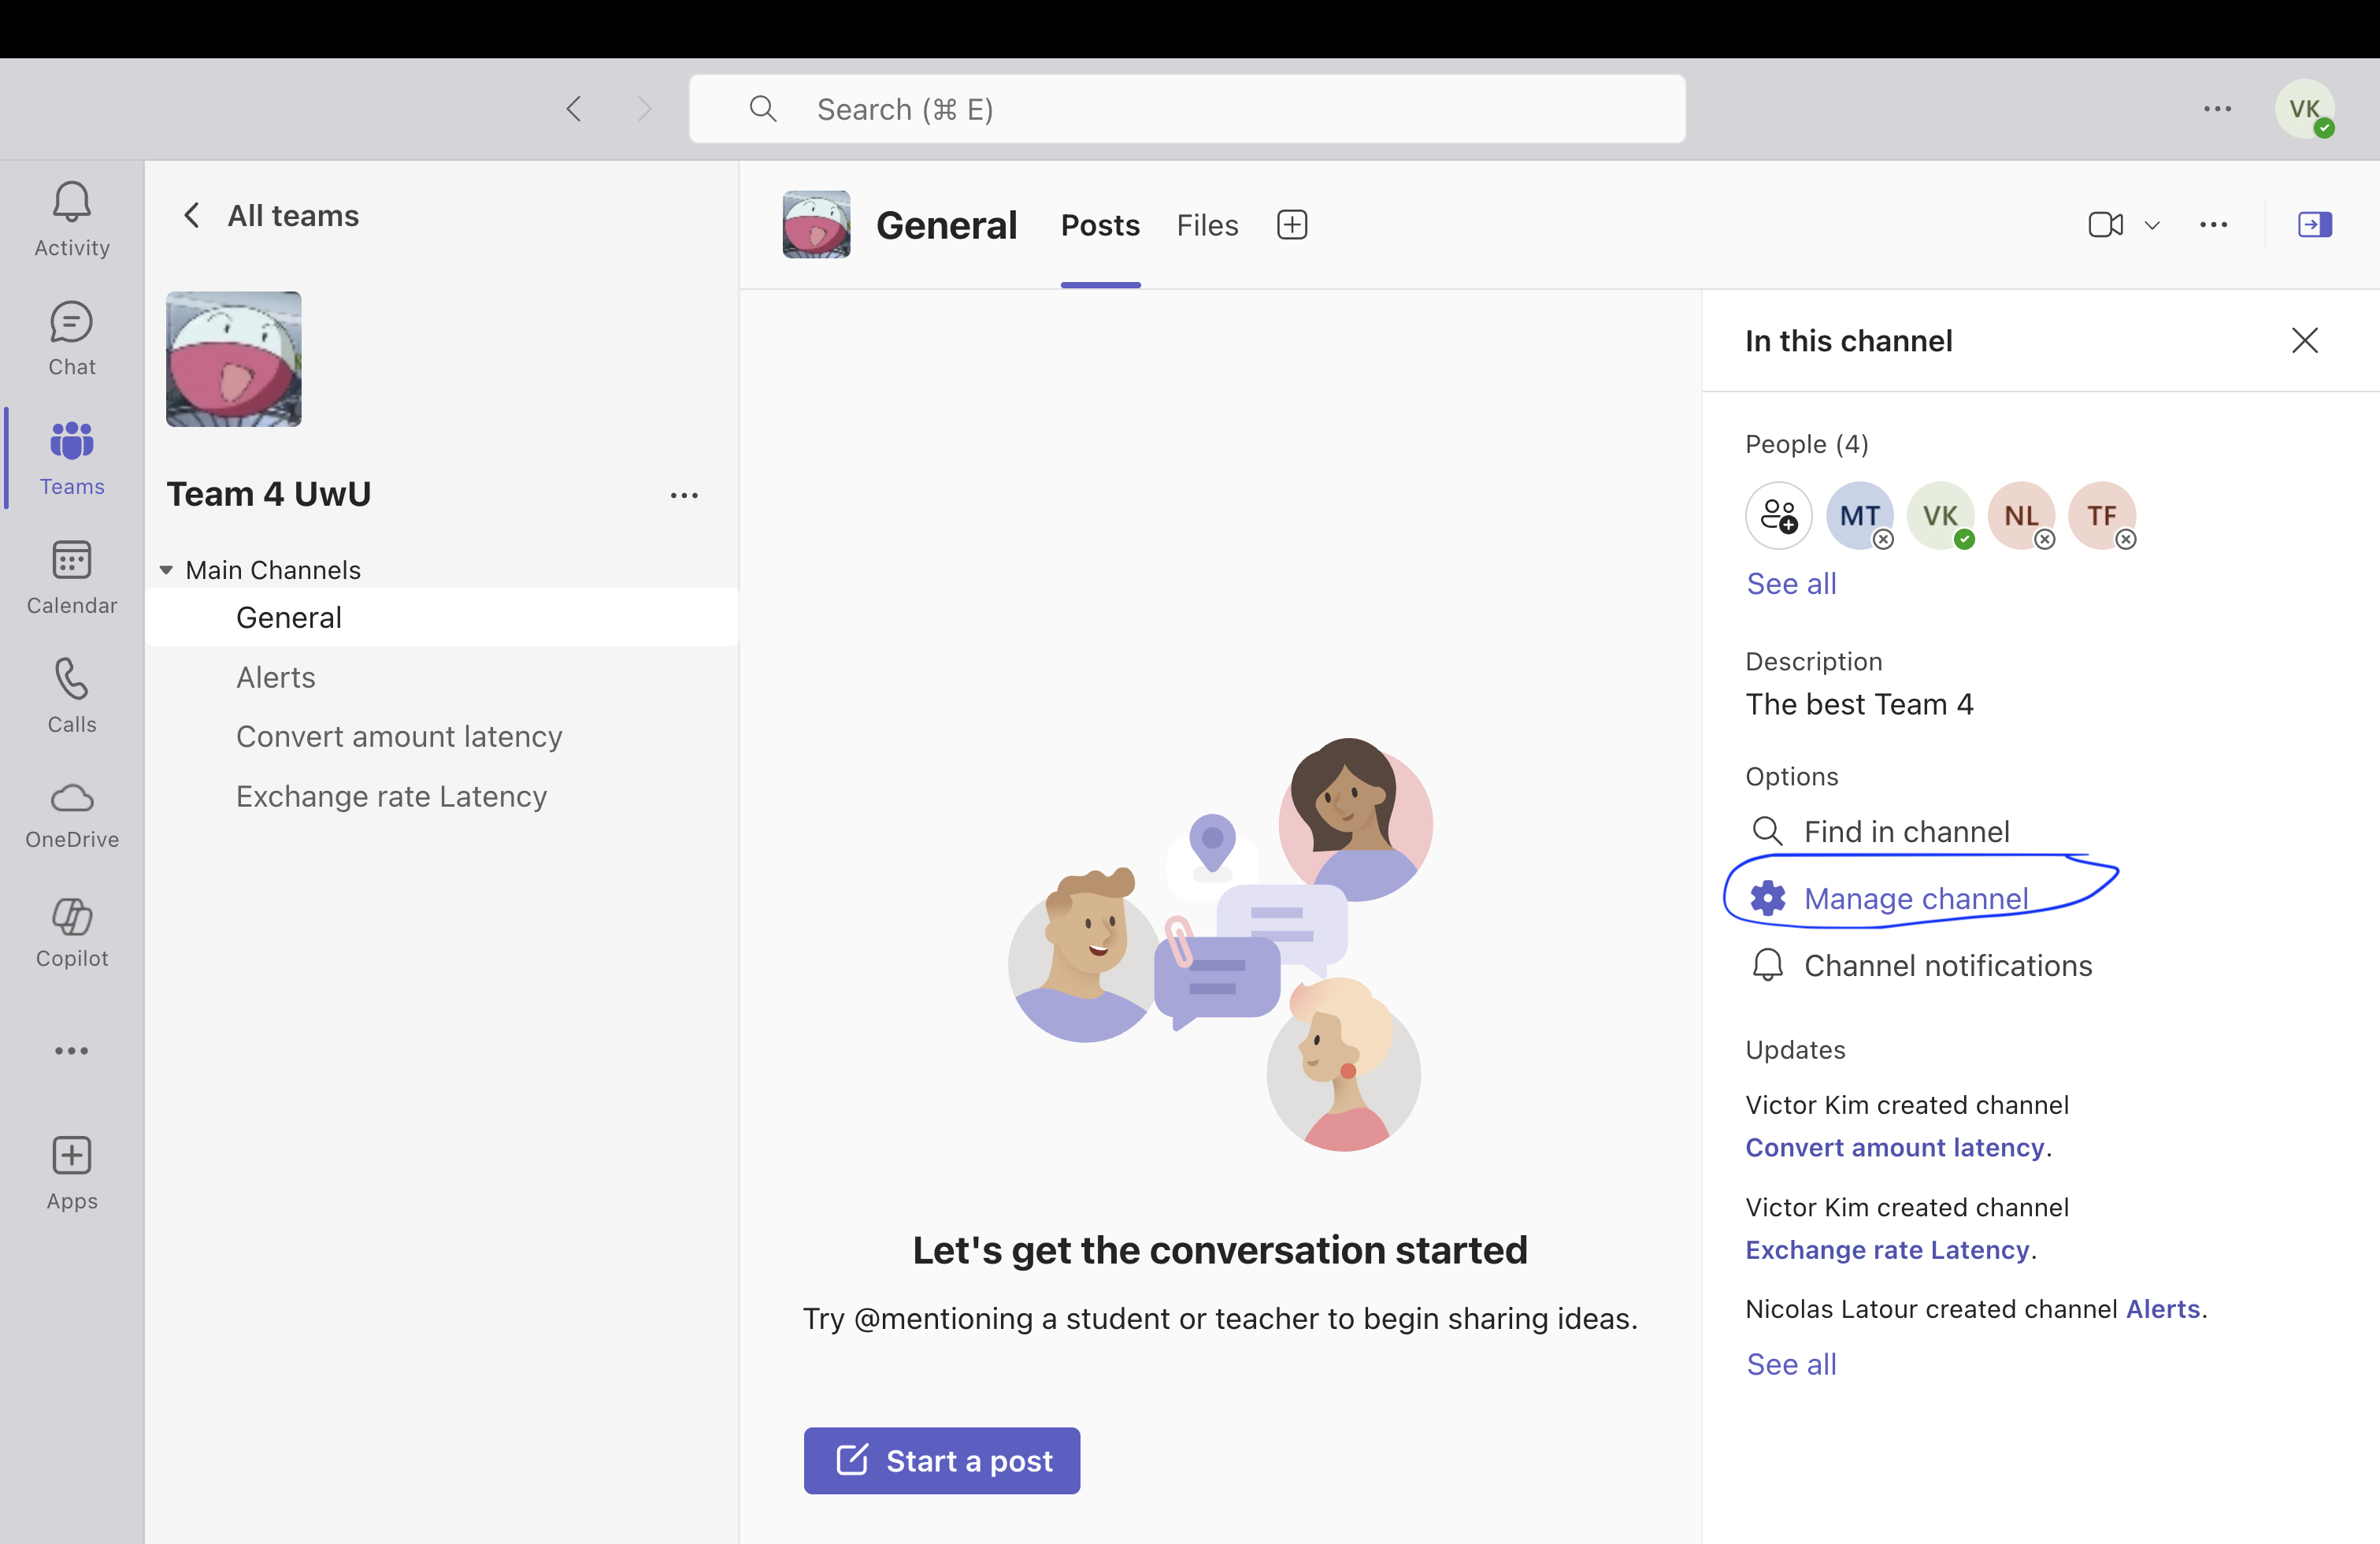 Search (⌘ E)
VK
Activity
Chat
Teams
Calendar
Calls
OneDrive
Copilot
Apps
All teams
Team 4 UwU
Main Channels
General
Alerts
Convert amount latency
Exchange rate Latency
General
Posts
Files
Let's get the conversation started
Try @mentioning a student or teacher to begin sharing ideas.
Start a post
In this channel
People (4)
MT VK NL TF
See all
Description
The best Team 4
Options
Find in channel
Manage channel
Channel notifications
Updates
Victor Kim created channel
Convert amount latency.
Victor Kim created channel
Exchange rate Latency.
Nicolas Latour created channel Alerts.
See all